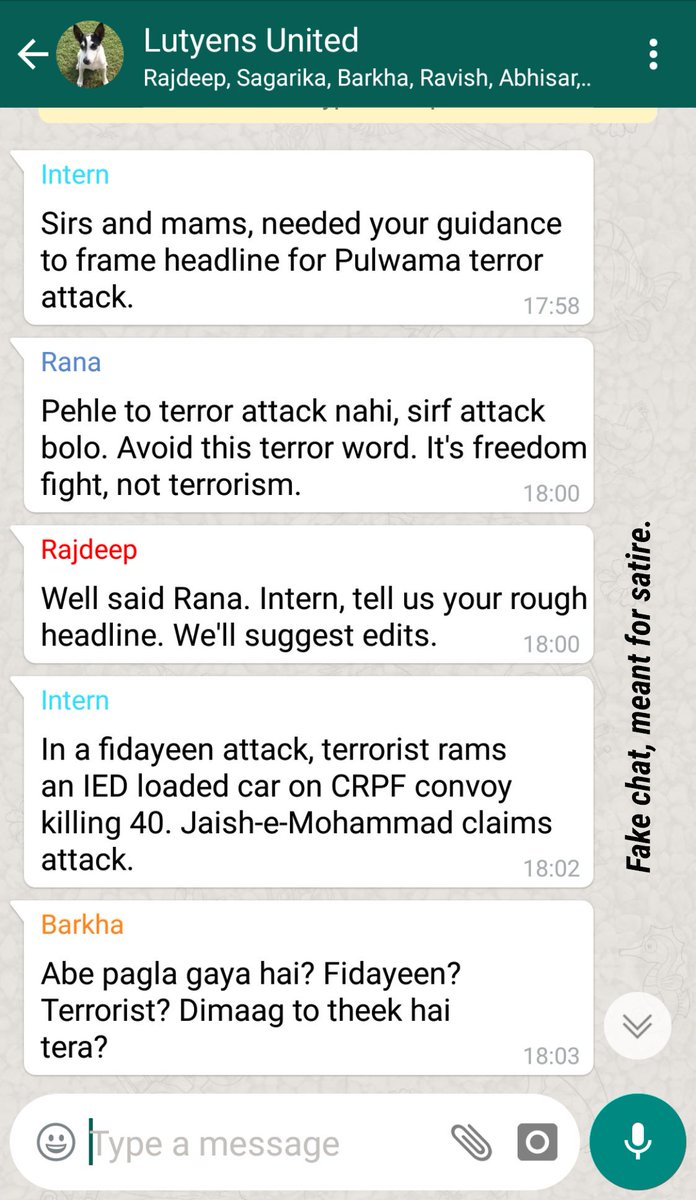 Lutyens United
Rajdeep, Sagarika, Barkha, Ravish, Abhisar,..
Intern
Sirs and mams, needed your guidance
to frame headline for Pulwama terror
attack.
17:58
Rana
Pehle to terror attack nahi, sirf attack
bolo. Avoid this terror word. It's freedom
fight, not terrorism.
18:00
Rajdeep
Well said Rana. Intern, tell us your rough
headline. We'll suggest edits.
18:00
Intern
In a fidayeen attack, terrorist rams
an IED loaded car on CRPF convoy
killing 40. Jaish-e-Mohammad claims
attack.
18:02
Barkha
Abe pagla gaya hai? Fidayeen?
Terrorist? Dimaag to theek hai
tera?
18:03
Type a message
Fake chat, meant for satire.